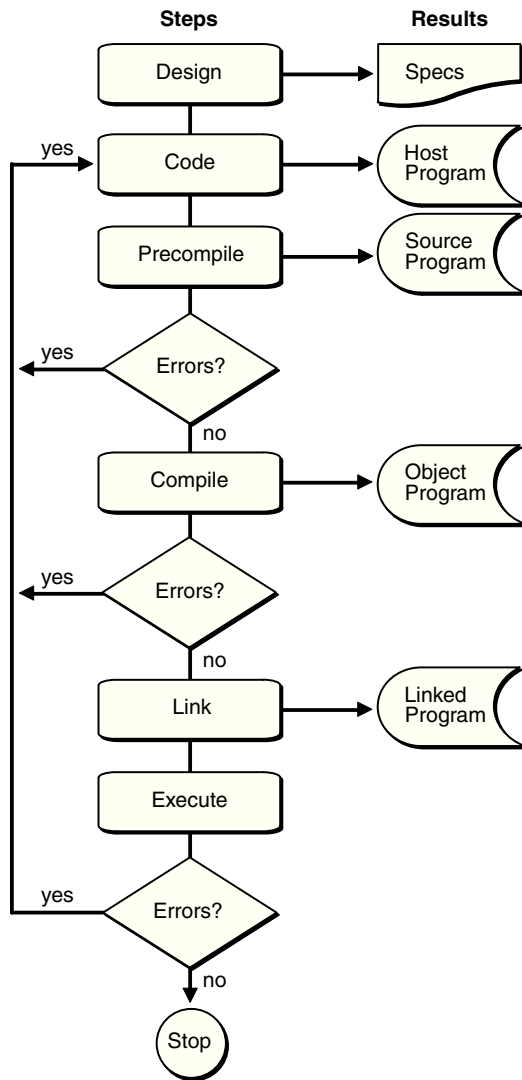 Steps
Results
Design
Specs
yes
Code
Host
Program
Precompile
Source
Program
yes
Errors?
no
Compile
Object
Program
yes
Errors?
no
Link
Linked
Program
Execute
yes
Errors?
no
Stop